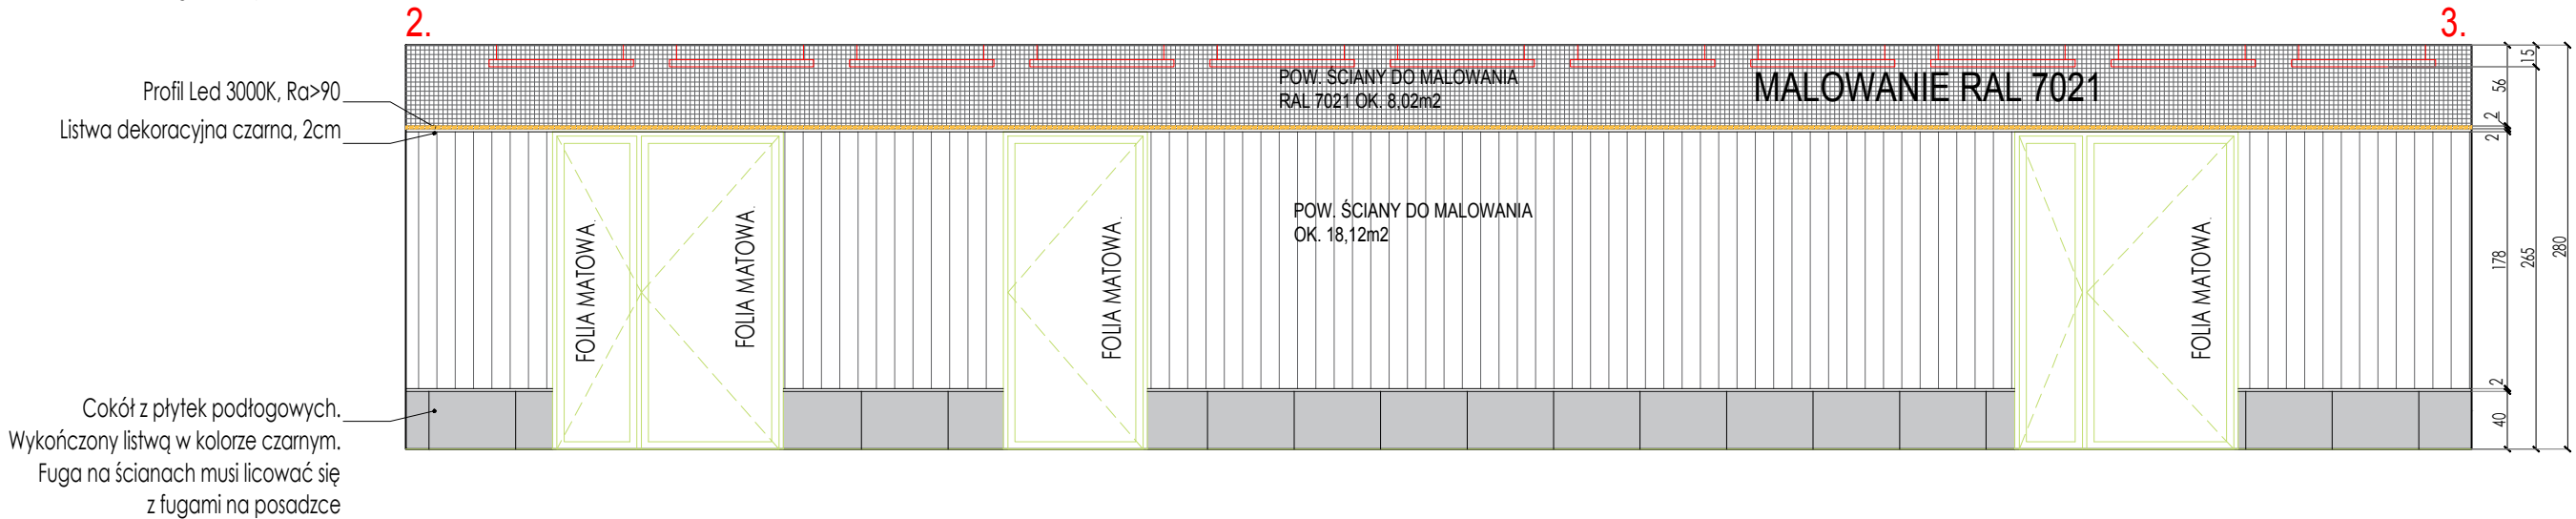 2.
3.
Profil Led 3000K, Ra>90
Listwa dekoracyjna czarna, 2cm
POW. ŚCIANY DO MALOWANIA
RAL 7021 OK. 8,02m2
MALOWANIE RAL 7021
15
56
2
2
178
265
280
2
40
POW. ŚCIANY DO MALOWANIA
OK. 18,12m2
FOLIA MATOWA.
FOLIA MATOWA.
FOLIA MATOWA.
FOLIA MATOWA.
Cokół z płytek podłogowych.
Wykończony listwą w kolorze czarnym.
Fuga na ścianach musi licować się
z fugami na posadzce